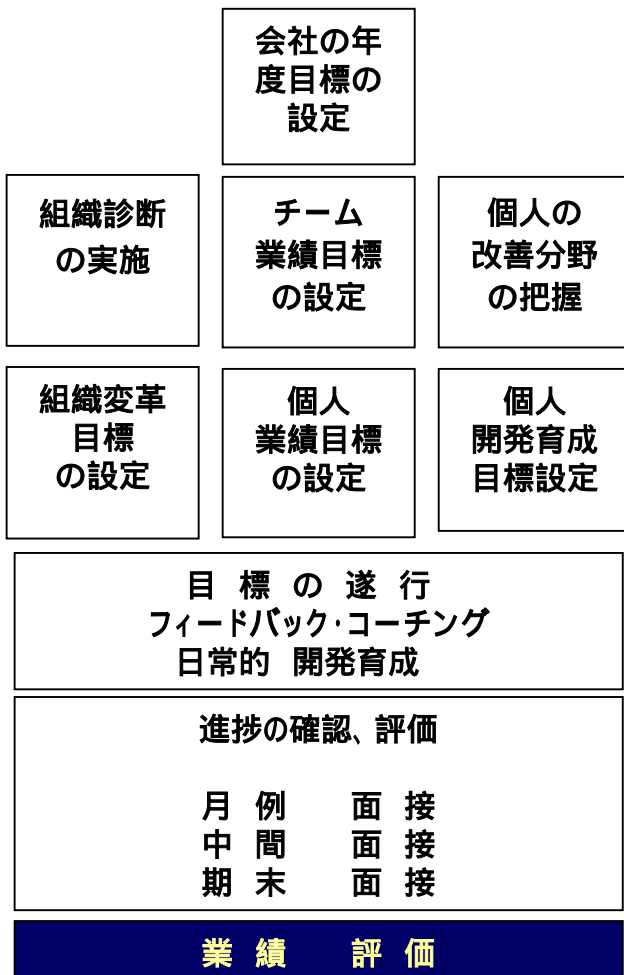 会社の年
度目標の
設定
組織診断
の実施
チーム
業績目標
の設定
個人の
改善分野
の把握
組織変革
目標
の設定
個人
業績目標
の設定
個人
開発育成
目標設定
目 標 の 遂 行
フィードバック・コーチング
日常的 開発育成
進捗の確認、評価
月 例 面 接
中 間 面 接
期 末 面 接
業 績 評 価